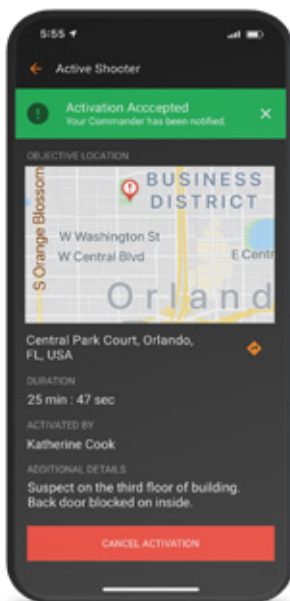 5:55
Active Shooter
Activation Acccepted
Your Commander has been notified.
OBJECTIVE LOCATION
S Orange Blossom
BUSINESS
DISTRICT
W Washington St
W Central Blvd
E Centr
Orland
Central Park Court, Orlando,
FL, USA
DURATION
25 min : 47 sec
ACTIVATED BY
Katherine Cook
ADDITIONAL DETAILS
Suspect on the third floor of building.
Back door blocked on inside.
CANCEL ACTIVATION